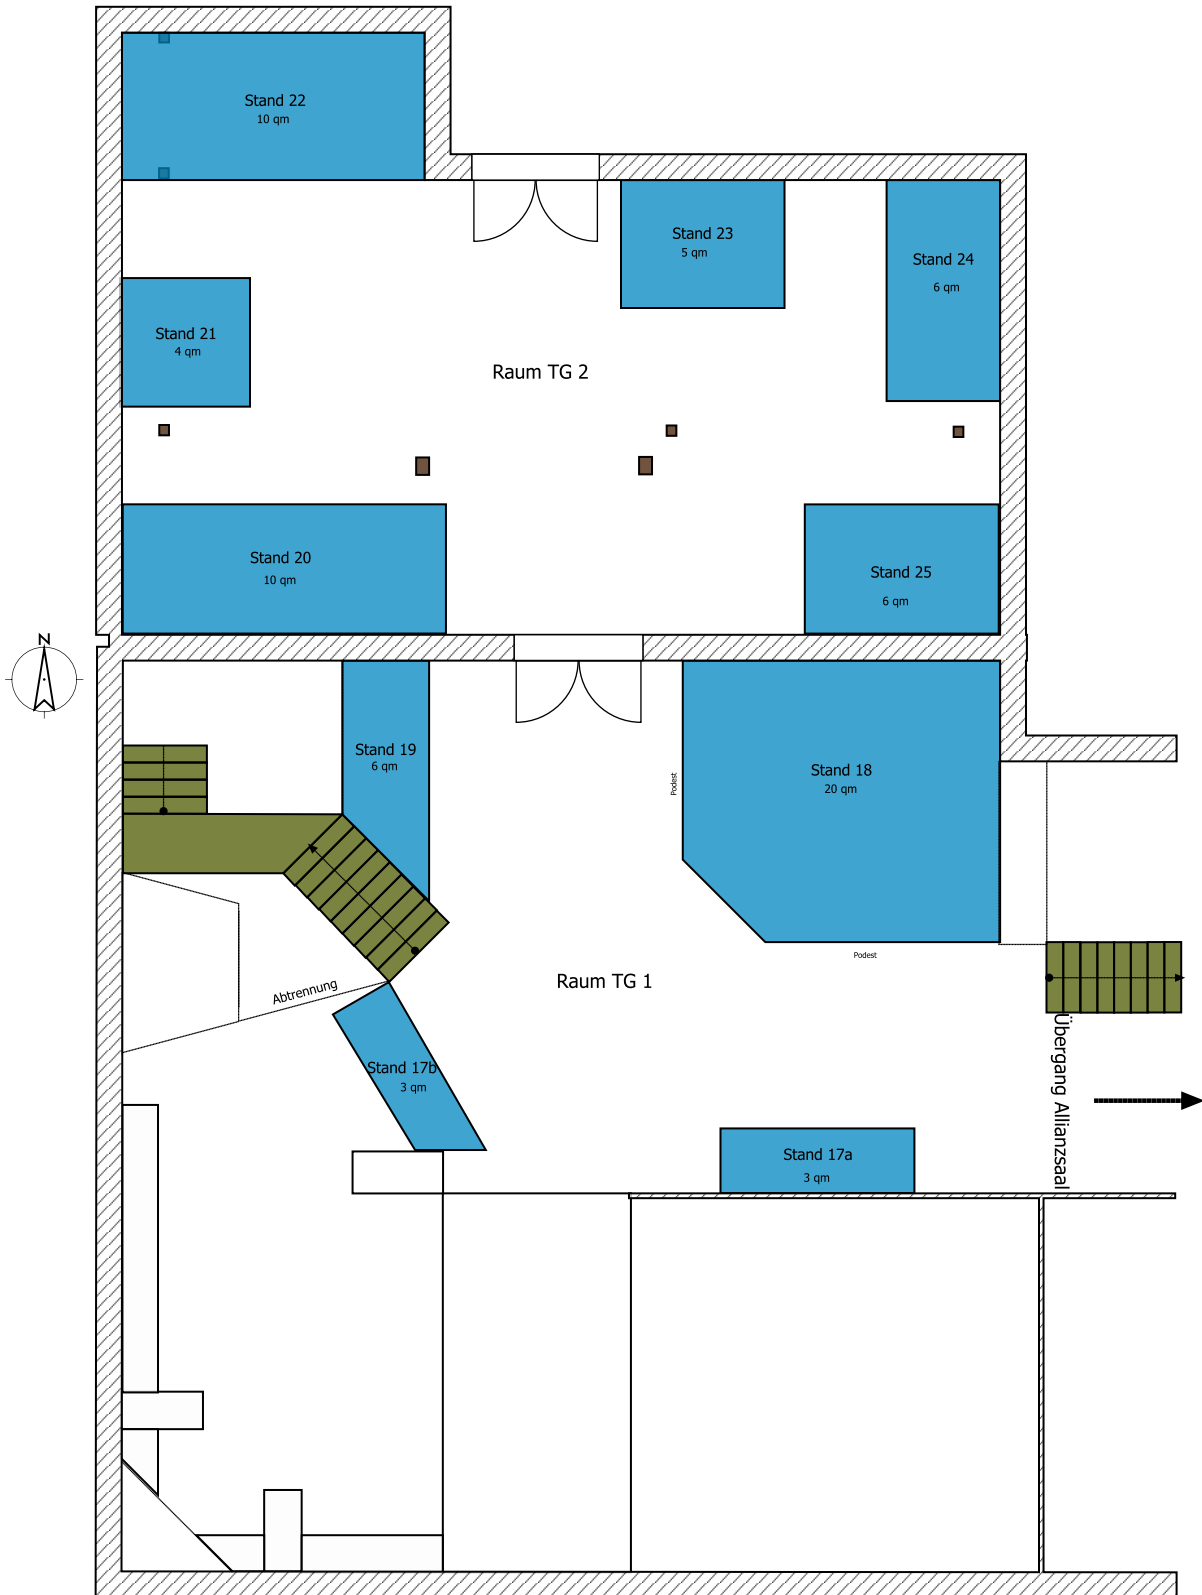 Stand 22
10 qm
Stand 23
5 qm
Stand 24
6 qm
Stand 21
4 qm
Raum TG 2
Stand 20
10 qm
Stand 25
6 qm
N
Stand 19
6 qm
Podest
Stand 18
20 qm
Podest
Raum TG 1
Abtrennung
Übergang Allianzsaal
Stand 17b
3 qm
Stand 17a
3 qm